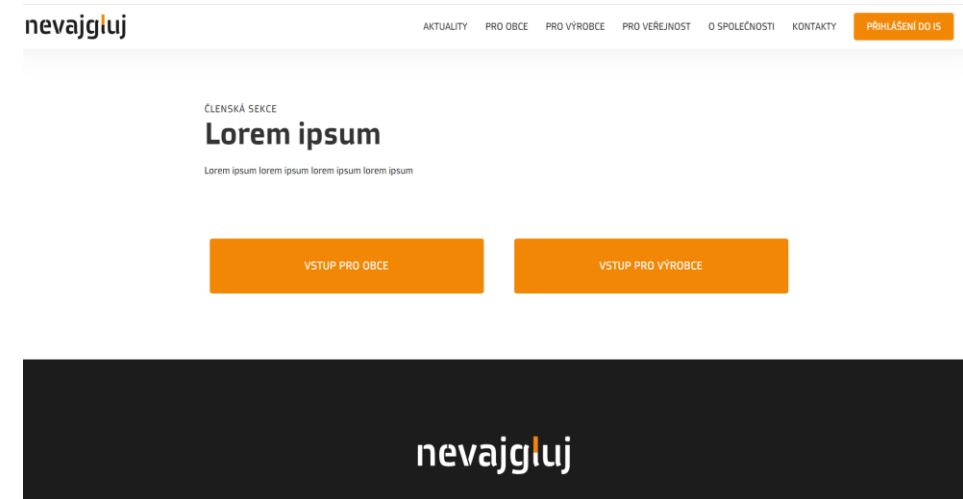 nevajgluj
AKTUALITY PRO OBCE PRO VÝROBCE PRO VEŘEJNOST O SPOLEČNOSTI KONTAKTY PŘIHLÁŠENÍ DO IS
ČLENSKÁ SEKCE
Lorem ipsum
Lorem ipsum lorem ipsum lorem ipsum lorem ipsum
VSTUP PRO OBCE VSTUP PRO VÝROBCE
nevajgluj